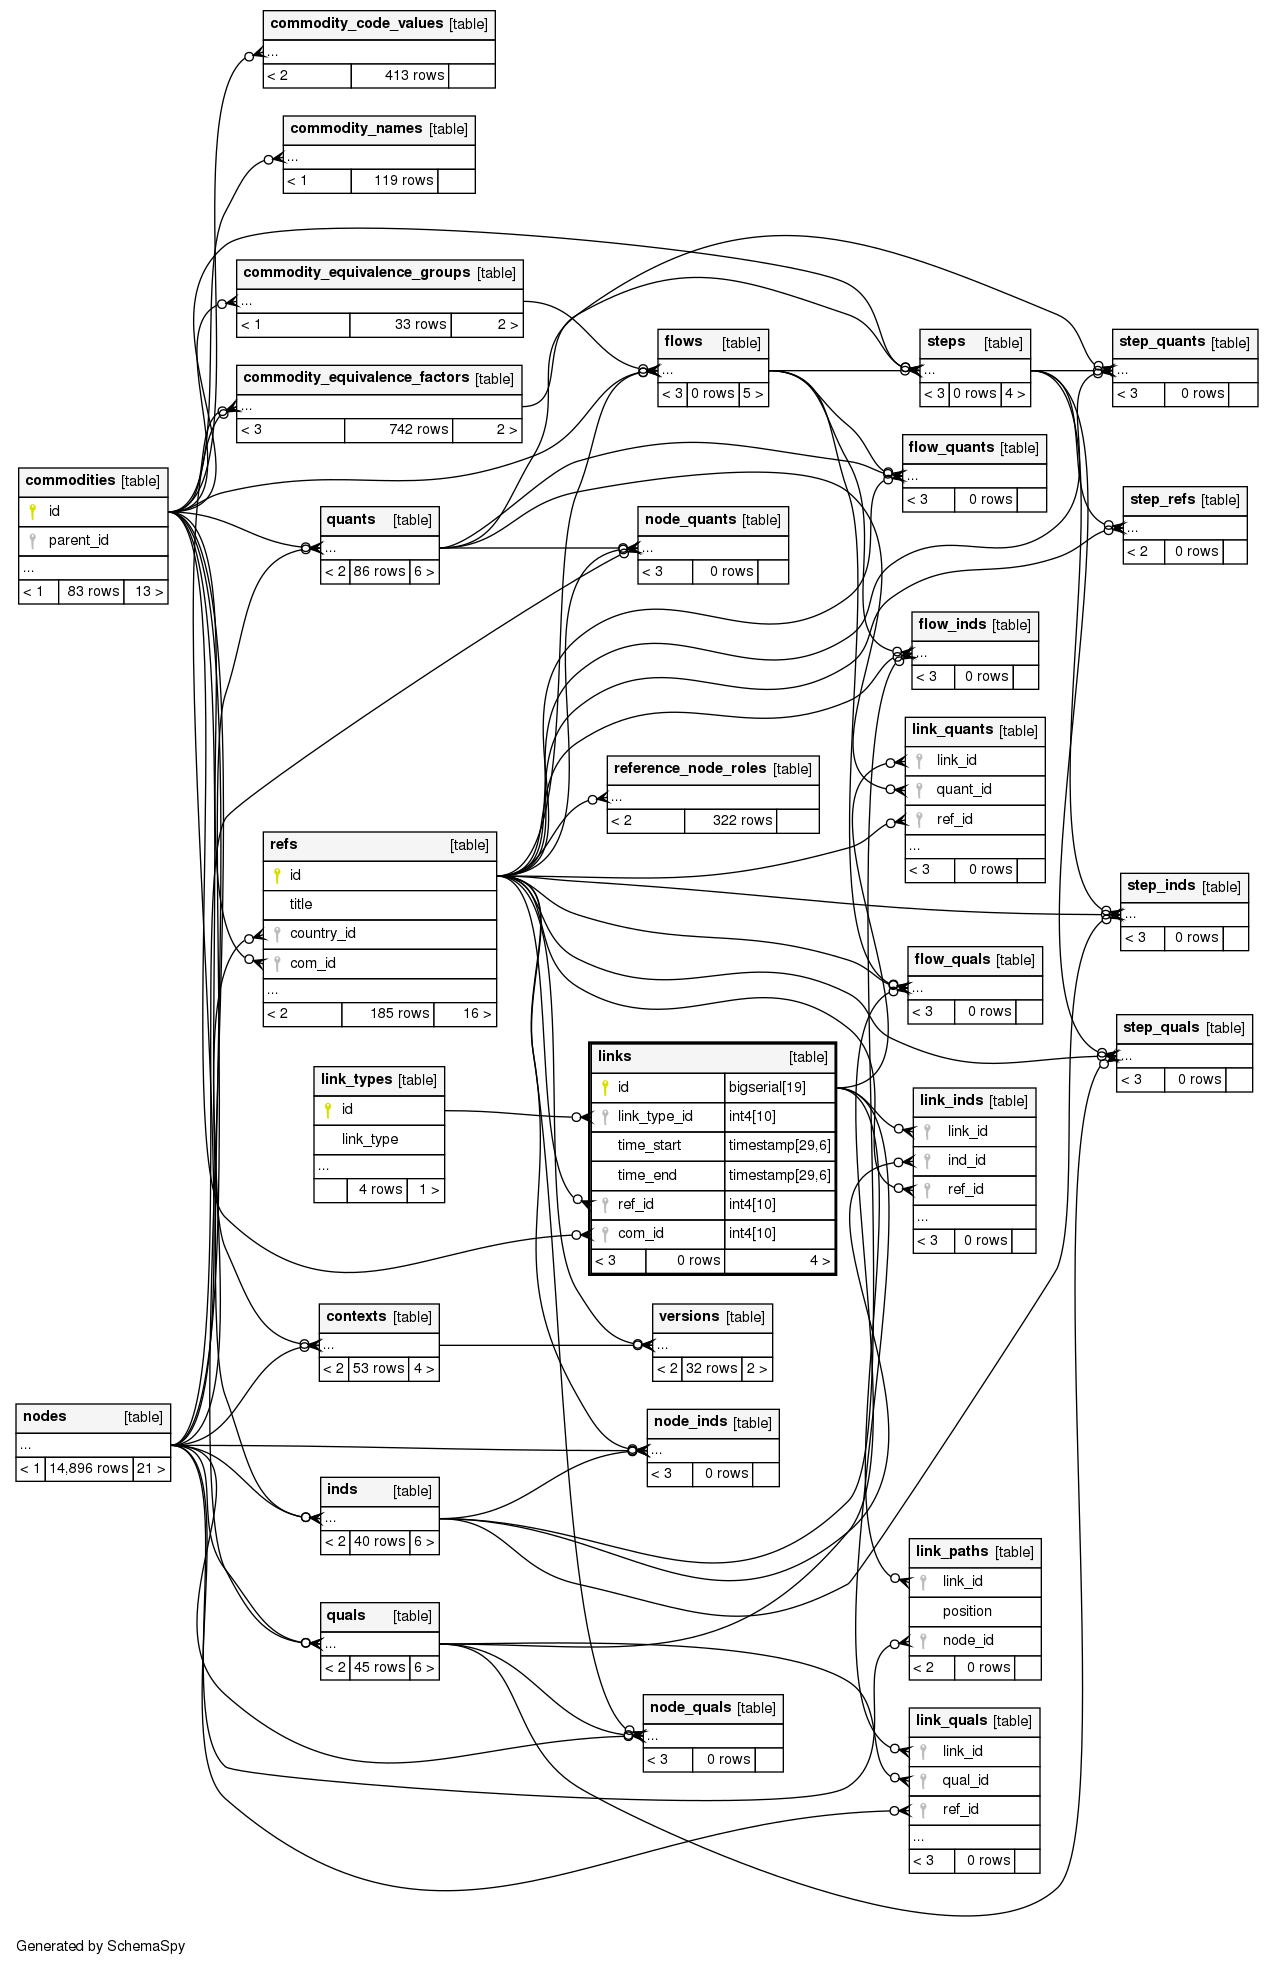 commodity_code_values [table]
...
< 2 413 rows
commodity_names [table]
...
< 1 119 rows
commodity_equivalence_groups [table]
...
< 1 33 rows 2 >
commodity_equivalence_factors [table]
...
< 3 742 rows 2 >
flows [table]
...
< 3 0 rows 5 >
steps [table]
...
< 3 0 rows 4 >
step_quants [table]
...
< 3 0 rows
flow_quants [table]
...
< 3 0 rows
commodities [table]
id
parent_id
...
< 1 83 rows 13 >
quants [table]
...
< 2 86 rows 6 >
node_quants [table]
...
< 3 0 rows
step_refs [table]
...
< 2 0 rows
flow_inds [table]
...
< 3 0 rows
link_quants [table]
link_id
quant_id
ref_id
...
< 3 0 rows
reference_node_roles [table]
...
< 2 322 rows
refs [table]
id
title
country_id
com_id
...
< 2 185 rows 16 >
step_inds [table]
...
< 3 0 rows
flow_quals [table]
...
< 3 0 rows
step_quals [table]
...
< 3 0 rows
links [table]
id bigserial[19]
link_type_id int4[10]
time_start timestamp[29,6]
time_end timestamp[29,6]
ref_id int4[10]
com_id int4[10]
< 3 0 rows 4 >
link_types [table]
id
link_type
...
4 rows 1 >
link_inds [table]
link_id
ind_id
ref_id
...
< 3 0 rows
contexts [table]
...
< 2 53 rows 4 >
versions [table]
...
< 2 32 rows 2 >
nodes [table]
...
< 1 14,896 rows 21 >
node_inds [table]
...
< 3 0 rows
inds [table]
...
< 2 40 rows 6 >
link_paths [table]
link_id
position
node_id
< 2 0 rows
quals [table]
...
< 2 45 rows 6 >
node_quals [table]
...
< 3 0 rows
link_quals [table]
link_id
qual_id
ref_id
...
< 3 0 rows
Generated by SchemaSpy